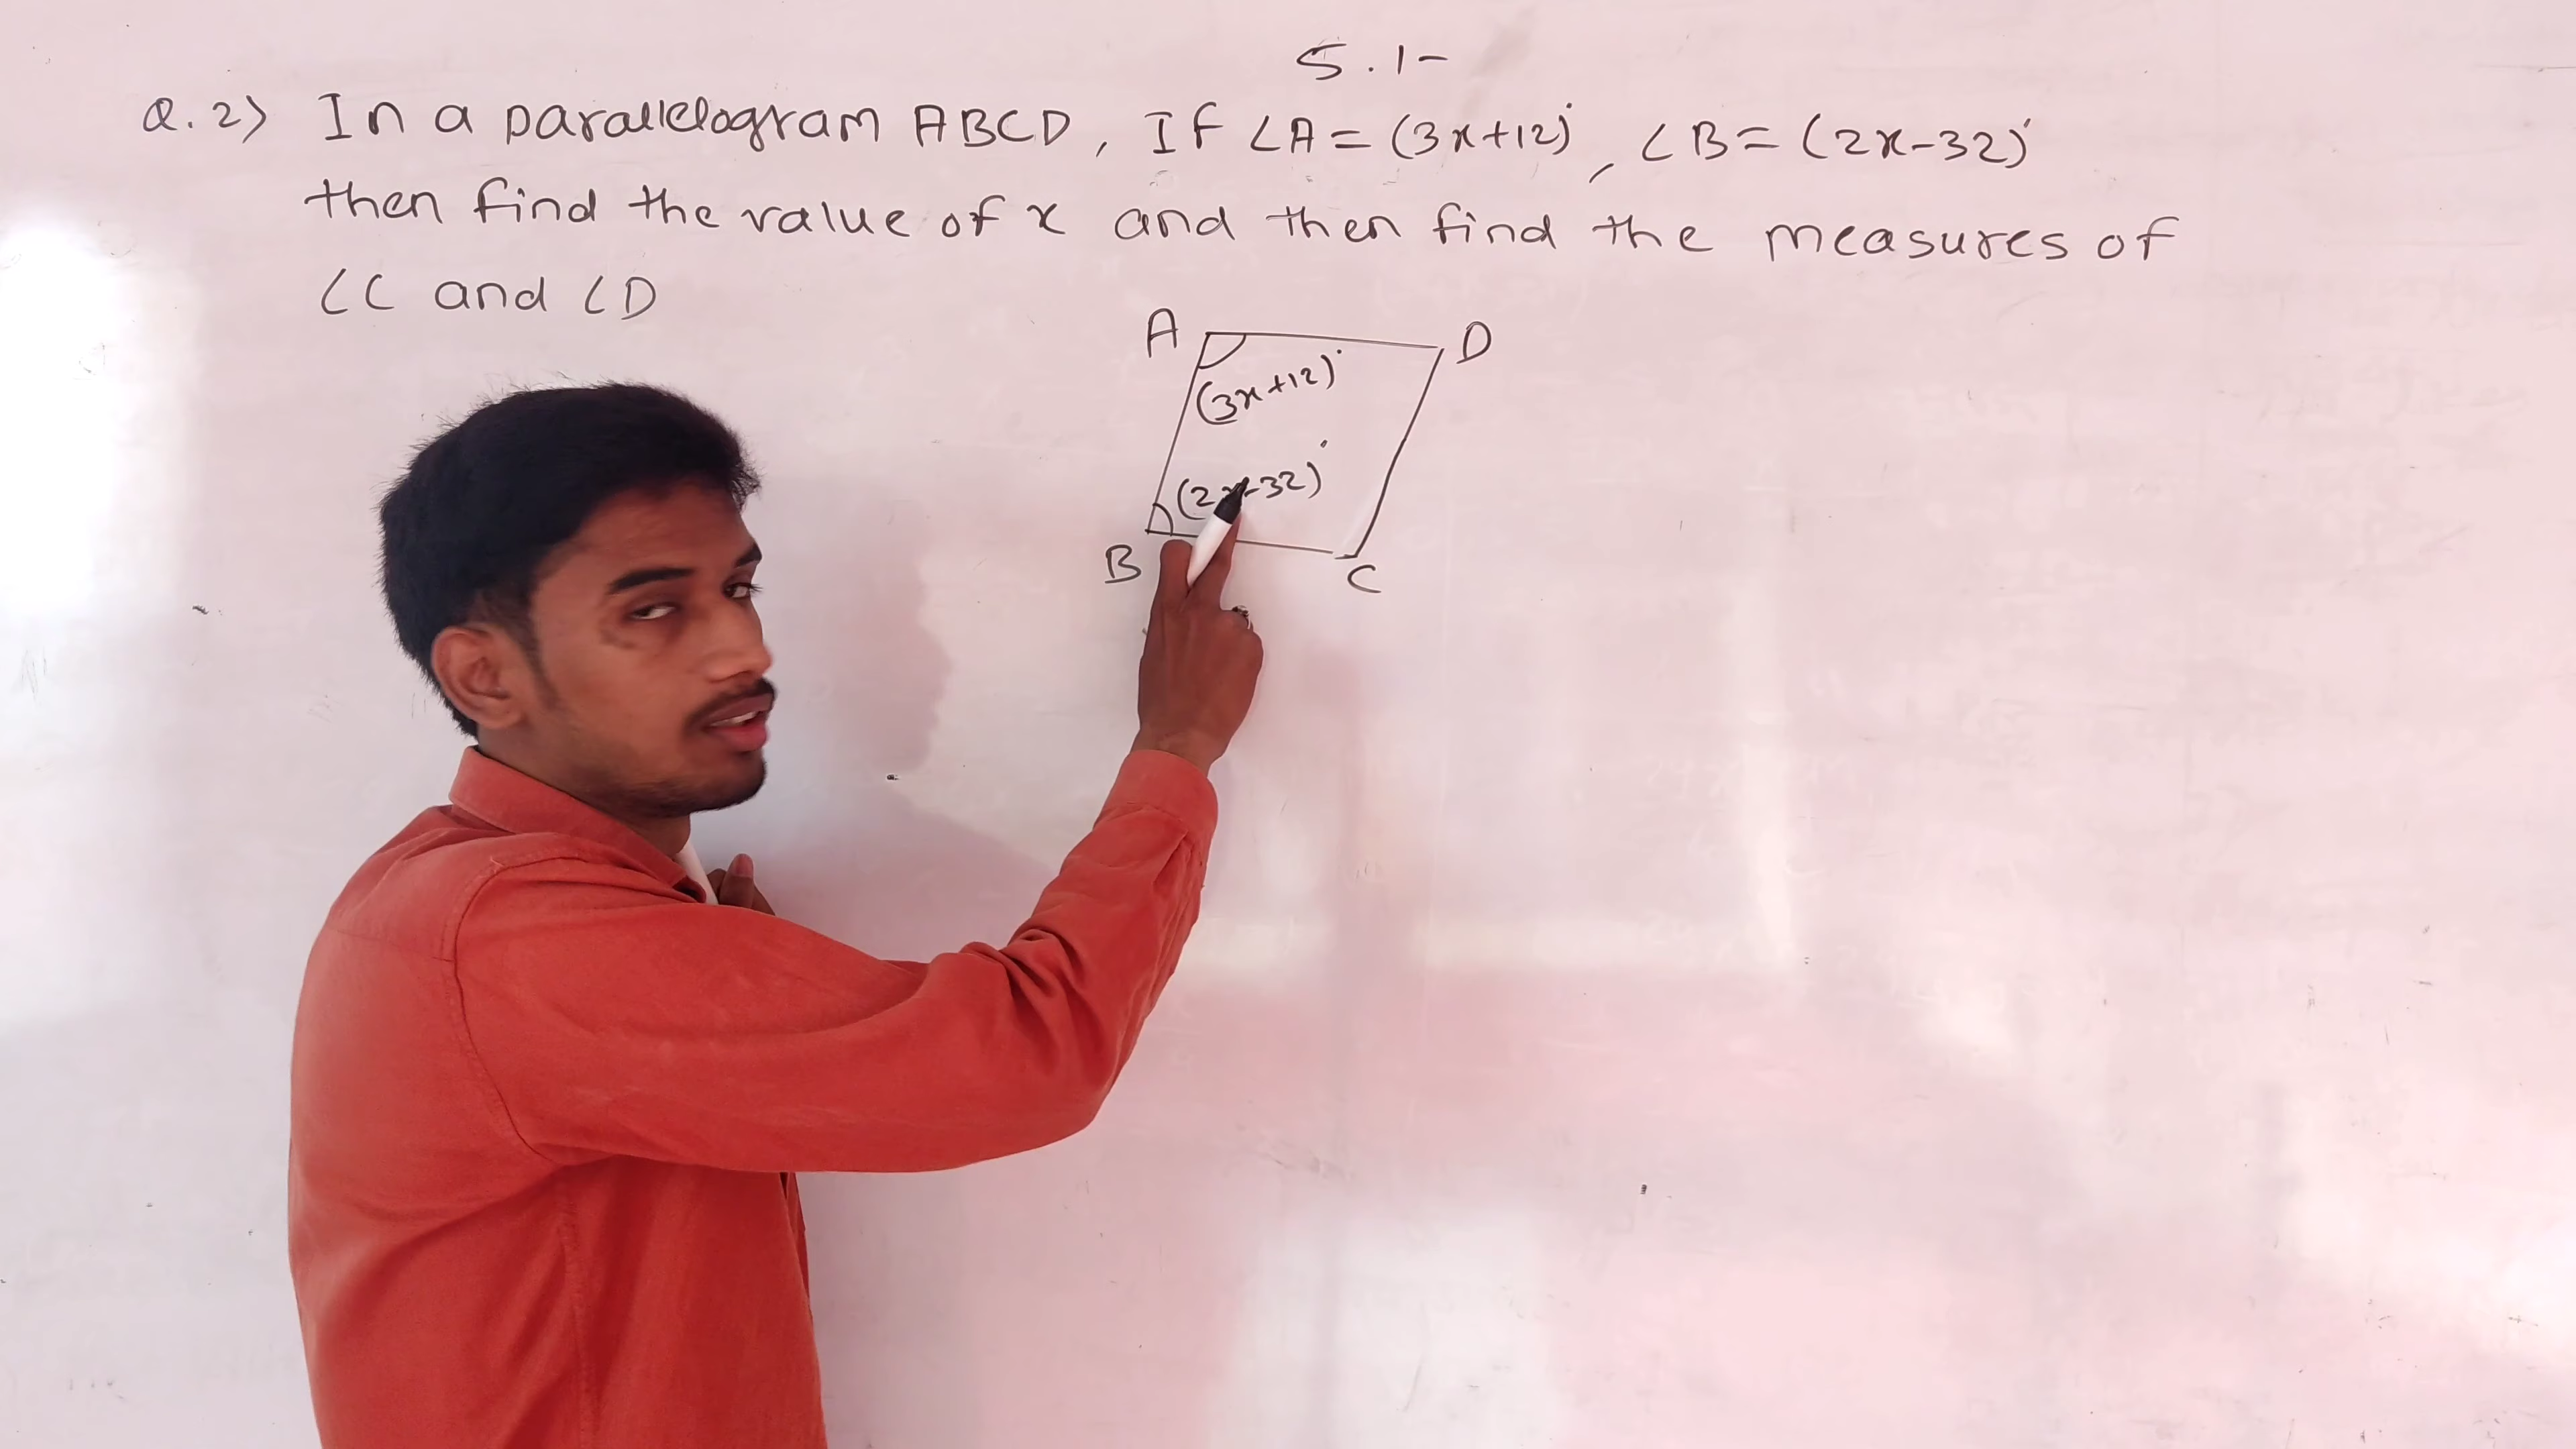 5.1-
Q.2) In a parallelogram ABCD, If ∠A = (3x+12)°, ∠B = (2x-32)°
then find the value of x and then find the measures of
∠C and ∠D
A
D
(3x+12)°
(2x-32)°
B
C